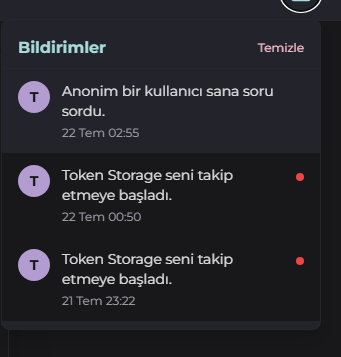 Bildirimler
Temizle
T
Anonim bir kullanıcı sana soru
sordu.
22 Tem 02:55
T
Token Storage seni takip
etmeye başladı.
22 Tem 00:50
T
Token Storage seni takip
etmeye başladı.
21 Tem 23:22